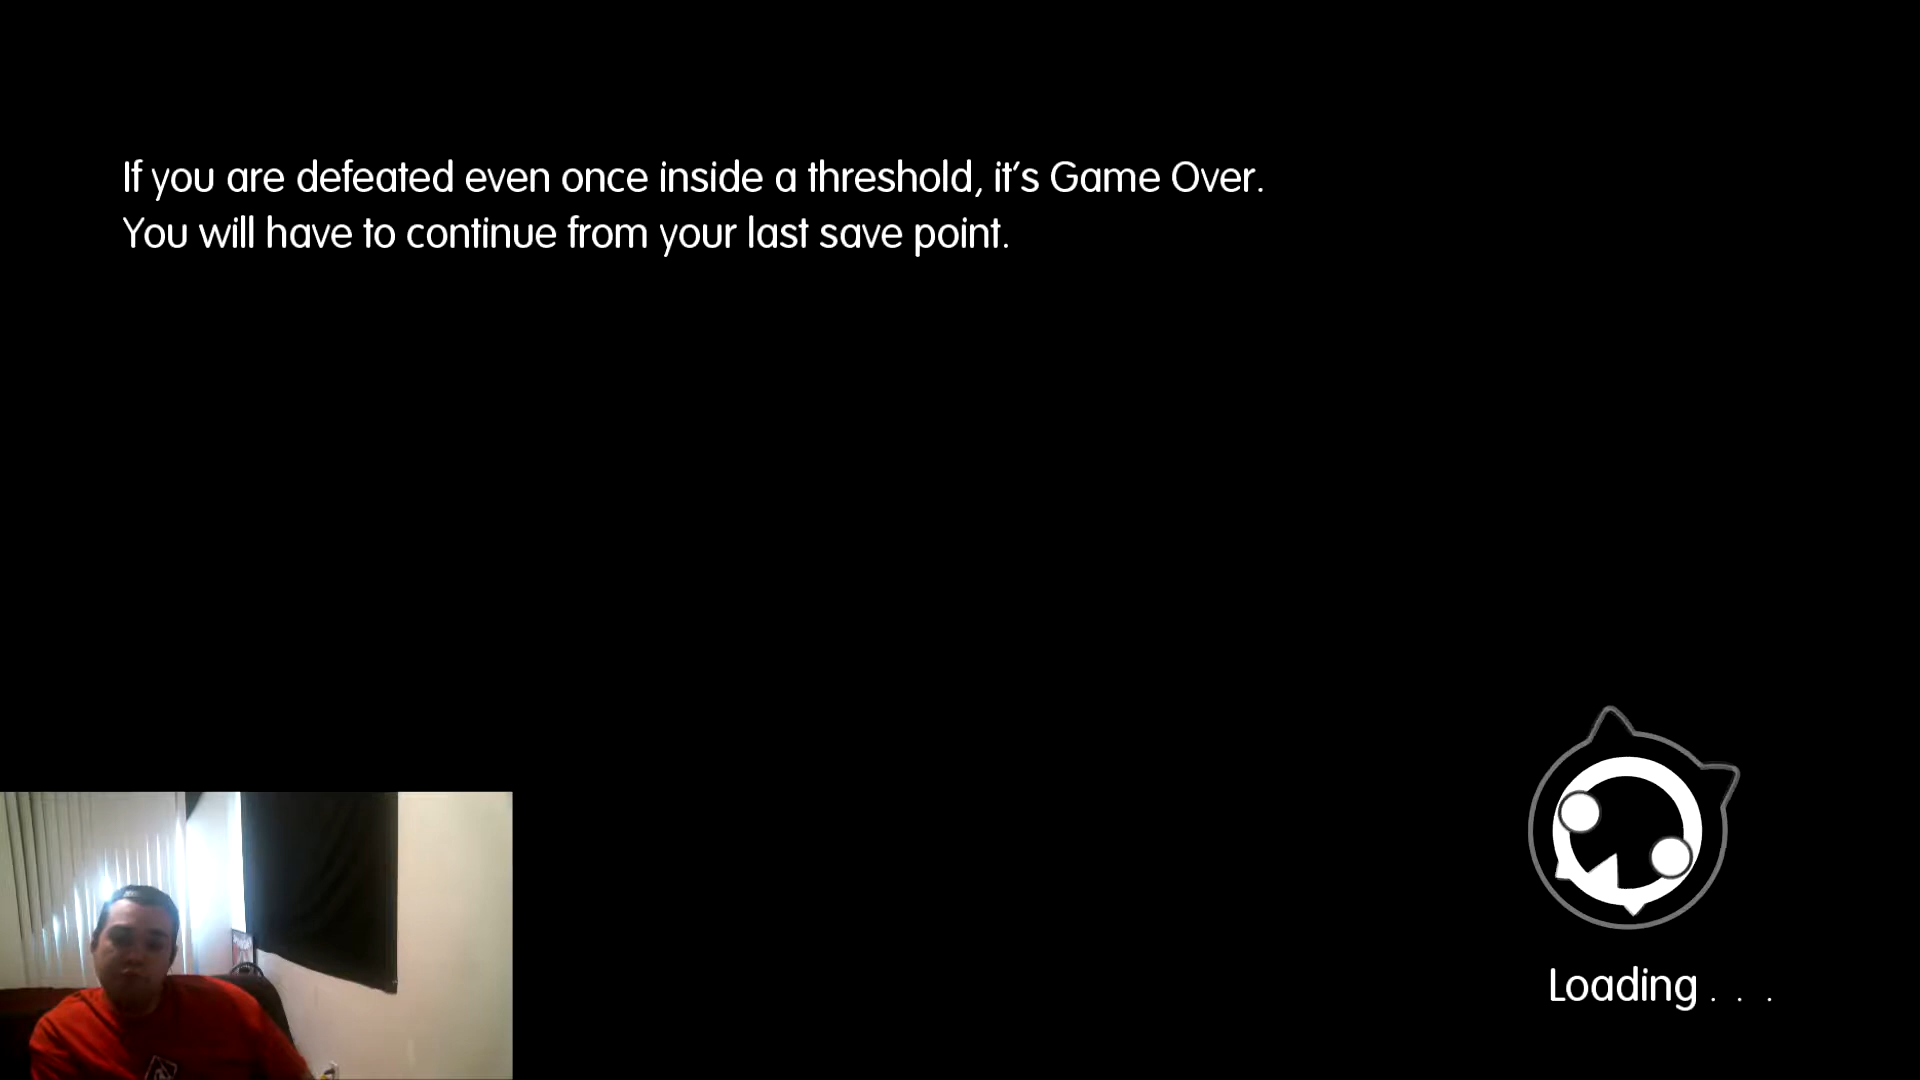 If you are defeated even once inside a threshold, it's Game Over.
You will have to continue from your last save point.
Loading . . .